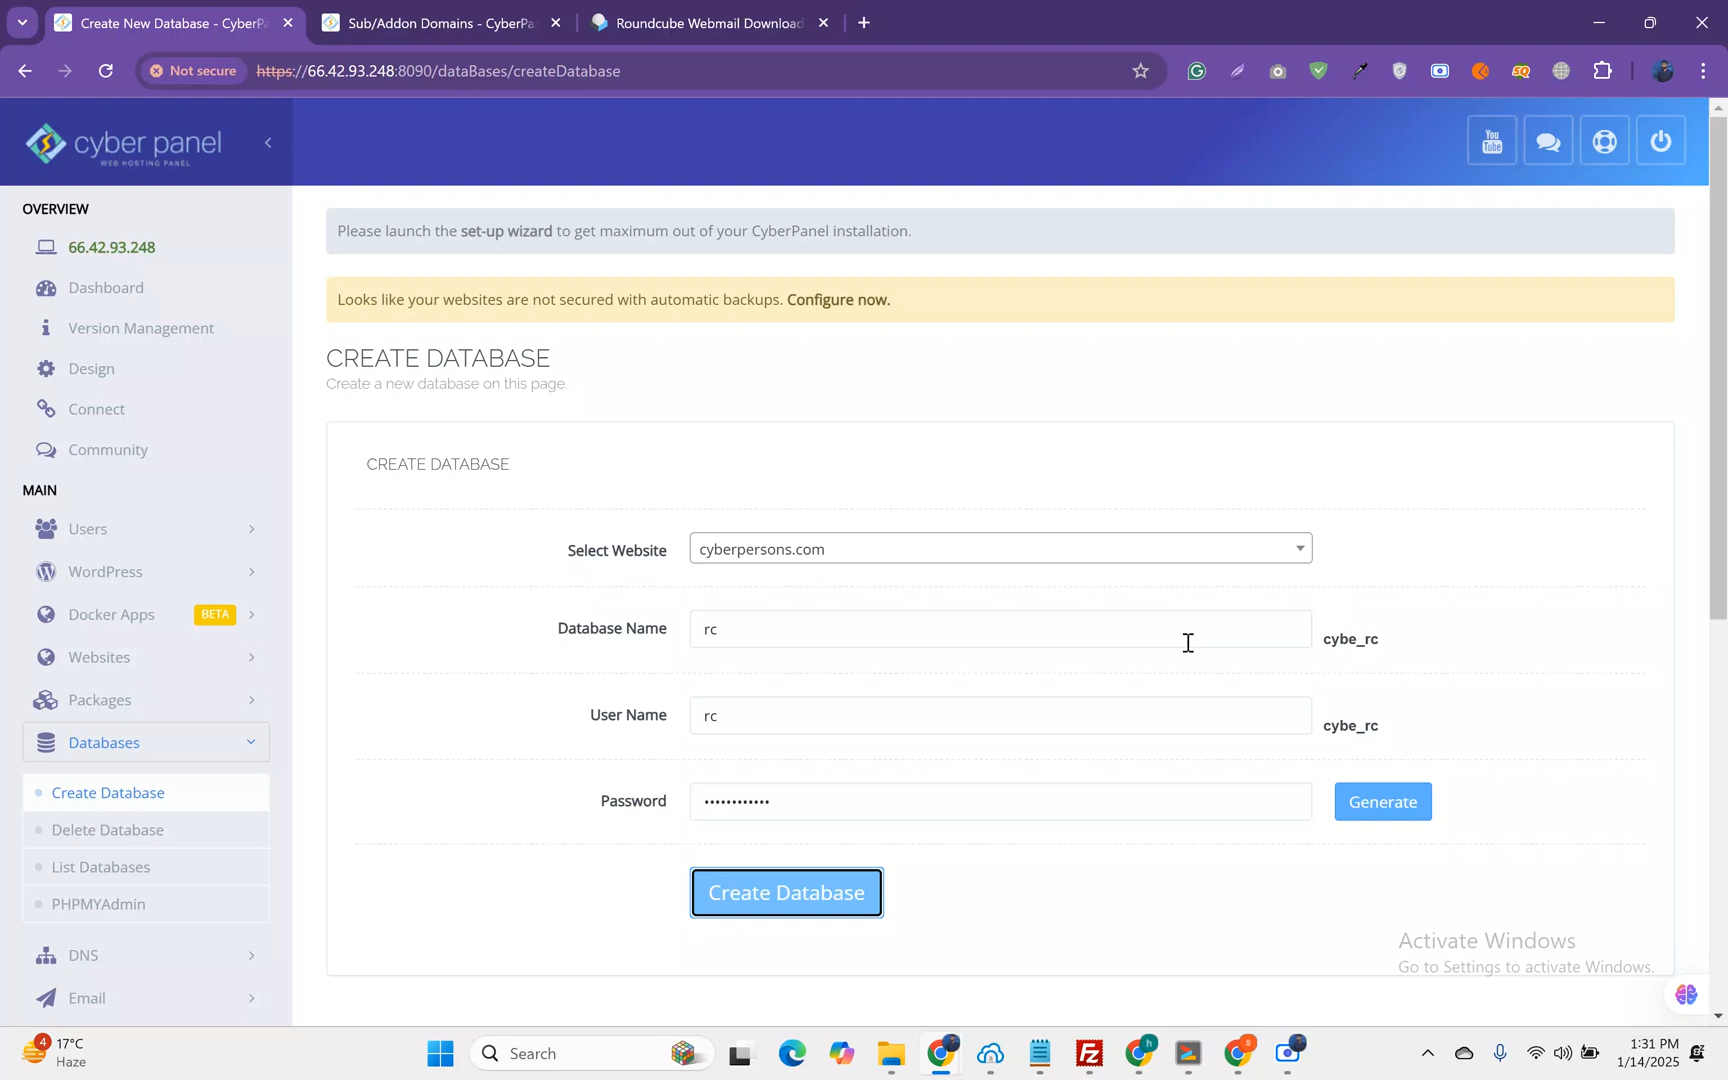 Create New Database - CyberPa
Sub/Addon Domains - CyberPa
Roundcube Webmail Download
Not secure
https://66.42.93.248:8090/dataBases/createDatabase
cyber panel
WEB HOSTING PANEL
You
Tube
OVERVIEW
66.42.93.248
Dashboard
Version Management
Design
Connect
Community
MAIN
Users
WordPress
Docker Apps
BETA
Websites
Packages
Databases
Create Database
Delete Database
List Databases
PHPMYAdmin
DNS
Email
Please launch the set-up wizard to get maximum out of your CyberPanel installation.
Looks like your websites are not secured with automatic backups. Configure now.
CREATE DATABASE
Create a new database on this page.
CREATE DATABASE
Select Website
cyberpersons.com
Database Name
rc
cybe_rc
User Name
rc
cybe_rc
Password
••••••••••••
Generate
Create Database
Activate Windows
Go to Settings to activate Windows.
4
17°C
Haze
Search
1:31 PM
1/14/2025